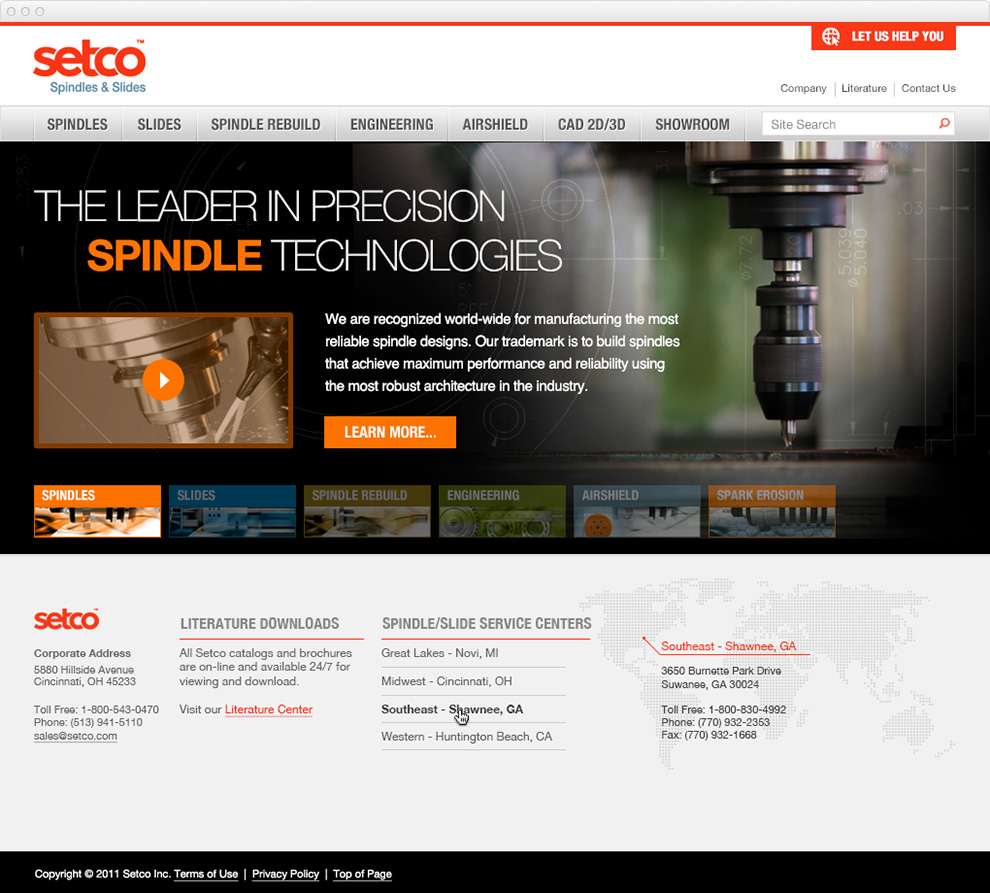 setco™
Spindles & Slides
LET US HELP YOU
Company
Literature
Contact Us
SPINDLES
SLIDES
SPINDLE REBUILD
ENGINEERING
AIRSHIELD
CAD 2D/3D
SHOWROOM
Site Search
THE LEADER IN PRECISION
SPINDLE TECHNOLOGIES
.03
ø7.72
5.039
5.040
We are recognized world-wide for manufacturing the most
reliable spindle designs. Our trademark is to build spindles
that achieve maximum performance and reliability using
the most robust architecture in the industry.
LEARN MORE...
SPINDLES
SLIDES
SPINDLE REBUILD
ENGINEERING
AIRSHIELD
SPARK EROSION
setco™
Corporate Address
5880 Hillside Avenue
Cincinnati, OH 45233
Toll Free: 1-800-543-0470
Phone: (513) 941-5110
sales@setco.com
LITERATURE DOWNLOADS
All Setco catalogs and brochures
are on-line and available 24/7 for
viewing and download.
Visit our Literature Center
SPINDLE/SLIDE SERVICE CENTERS
Great Lakes - Novi, MI
Midwest - Cincinnati, OH
Southeast - Shawnee, GA
Western - Huntington Beach, CA
Southeast - Shawnee, GA
3650 Burnette Park Drive
Suwanee, GA 30024
Toll Free: 1-800-830-4992
Phone: (770) 932-2353
Fax: (770) 932-1668
Copyright © 2011 Setco Inc. Terms of Use | Privacy Policy | Top of Page